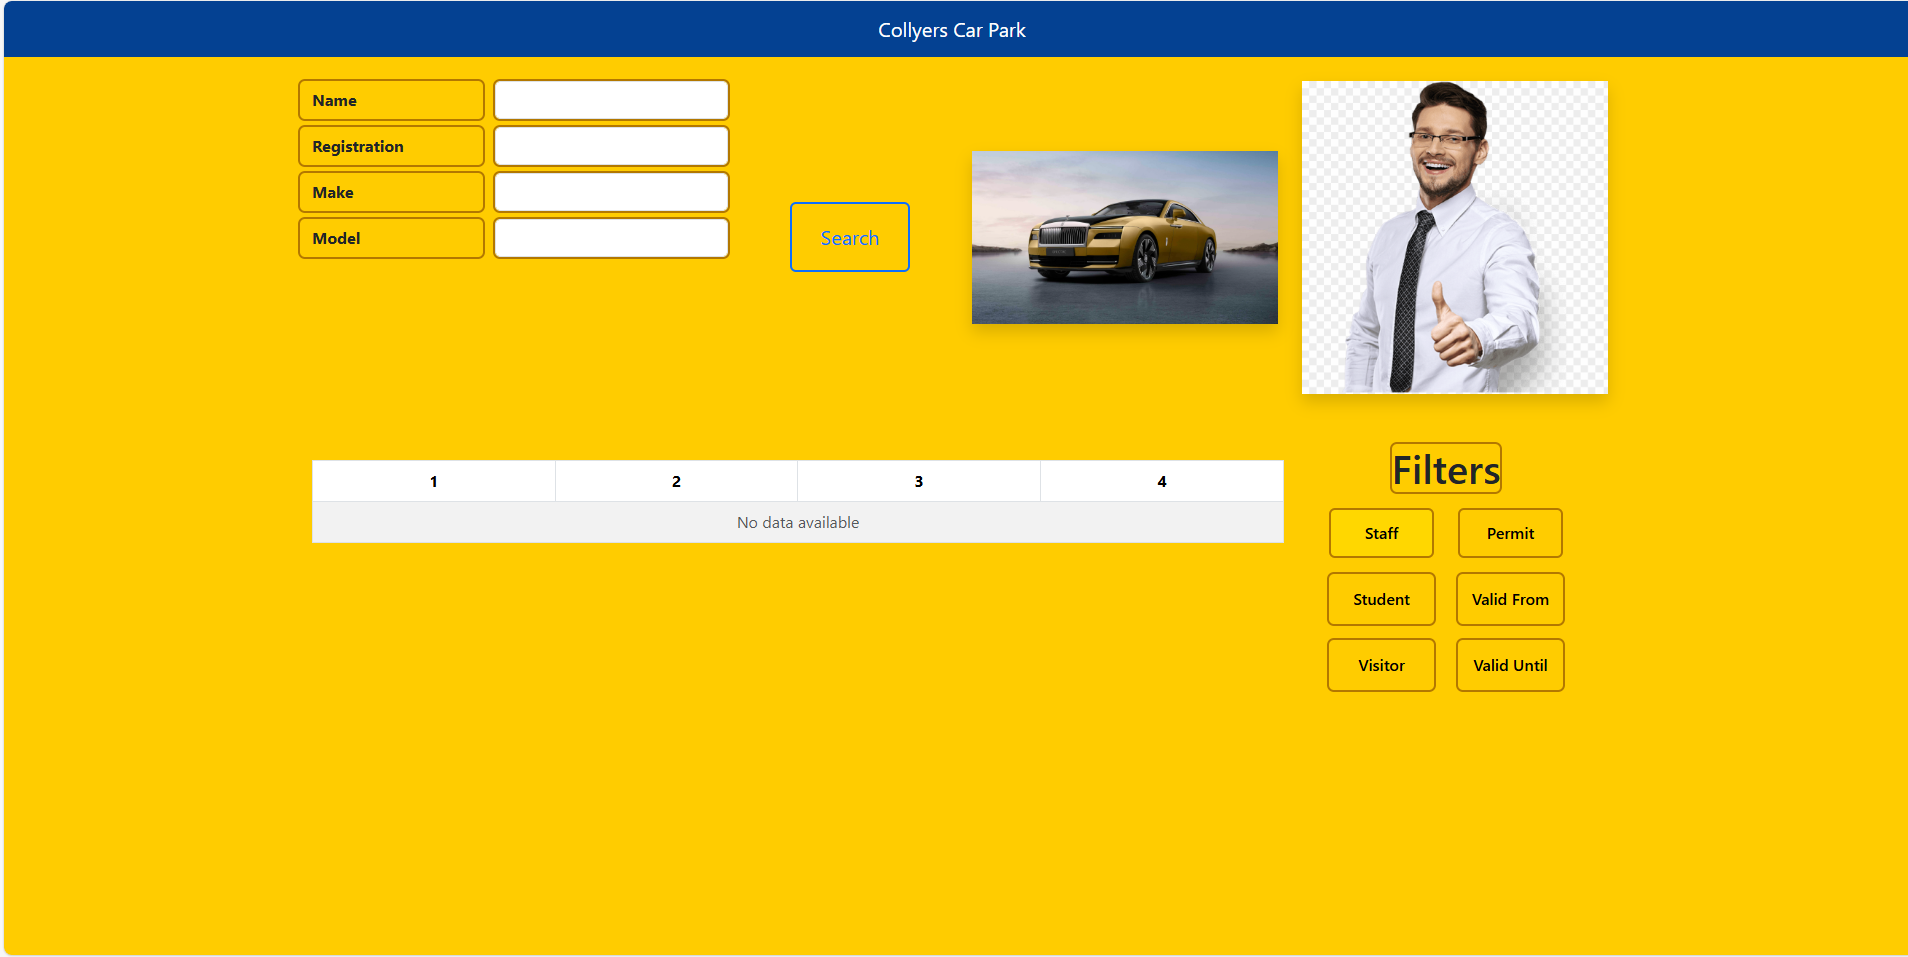 Collyers Car Park
Name
Registration
Make
Model
Search
1 2 3 4
No data available
Filters
Staff Permit
Student Valid From
Visitor Valid Until